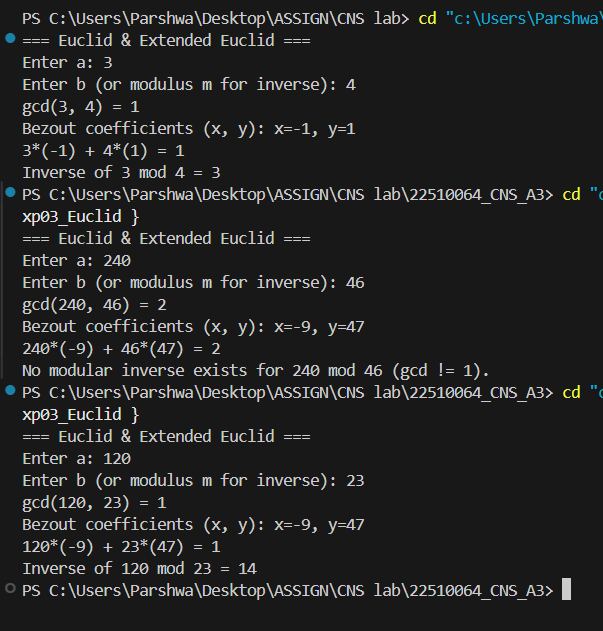 PS C:\Users\Parshwa\Desktop\ASSIGN\CNS lab> cd "c:\Users\Parshwa\
=== Euclid & Extended Euclid ===
Enter a: 3
Enter b (or modulus m for inverse): 4
gcd(3, 4) = 1
Bezout coefficients (x, y): x=-1, y=1
3*(-1) + 4*(1) = 1
Inverse of 3 mod 4 = 3
PS C:\Users\Parshwa\Desktop\ASSIGN\CNS lab\22510064_CNS_A3> cd "c
xp03_Euclid }
=== Euclid & Extended Euclid ===
Enter a: 240
Enter b (or modulus m for inverse): 46
gcd(240, 46) = 2
Bezout coefficients (x, y): x=-9, y=47
240*(-9) + 46*(47) = 2
No modular inverse exists for 240 mod 46 (gcd != 1).
PS C:\Users\Parshwa\Desktop\ASSIGN\CNS lab\22510064_CNS_A3> cd "c
xp03_Euclid }
=== Euclid & Extended Euclid ===
Enter a: 120
Enter b (or modulus m for inverse): 23
gcd(120, 23) = 1
Bezout coefficients (x, y): x=-9, y=47
120*(-9) + 23*(47) = 1
Inverse of 120 mod 23 = 14
PS C:\Users\Parshwa\Desktop\ASSIGN\CNS lab\22510064_CNS_A3>